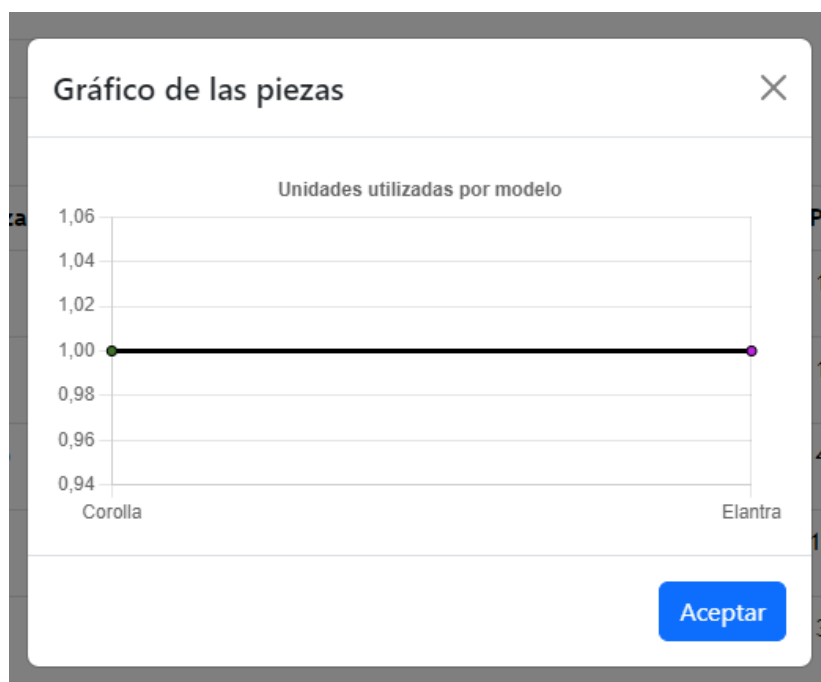 Gráfico de las piezas
Unidades utilizadas por modelo
1,06
1,04
1,02
1,00
0,98
0,96
0,94
Corolla Elantra
Aceptar